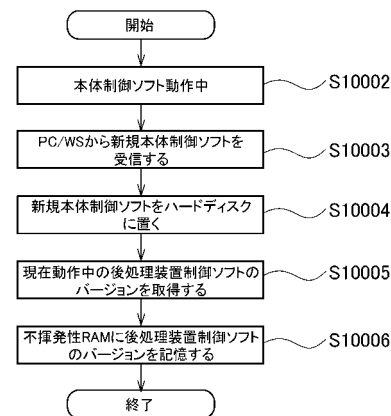 開始
本体制御ソフト動作中
S10002
PC/WSから新規本体制御ソフトを
受信する
S10003
新規本体制御ソフトをハードディスク
に置く
S10004
現在動作中の後処理装置制御ソフトの
バージョンを取得する
S10005
不揮発性RAMに後処理装置制御ソフト
のバージョンを記憶する
S10006
終了